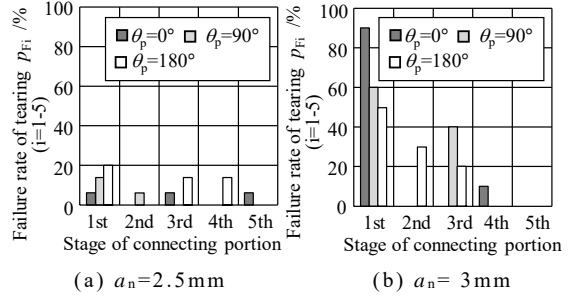 Failure rate of tearing p_Fi /%
(i=1-5)
100
80
60
40
20
0
θp=0° θp=90°
θp=180°
1st 2nd 3rd 4th 5th
Stage of connecting portion
(a) an=2.5mm
Failure rate of tearing p_Fi /%
(i=1-5)
100
80
60
40
20
0
θp=0° θp=90°
θp=180°
1st 2nd 3rd 4th 5th
Stage of connecting portion
(b) an= 3mm